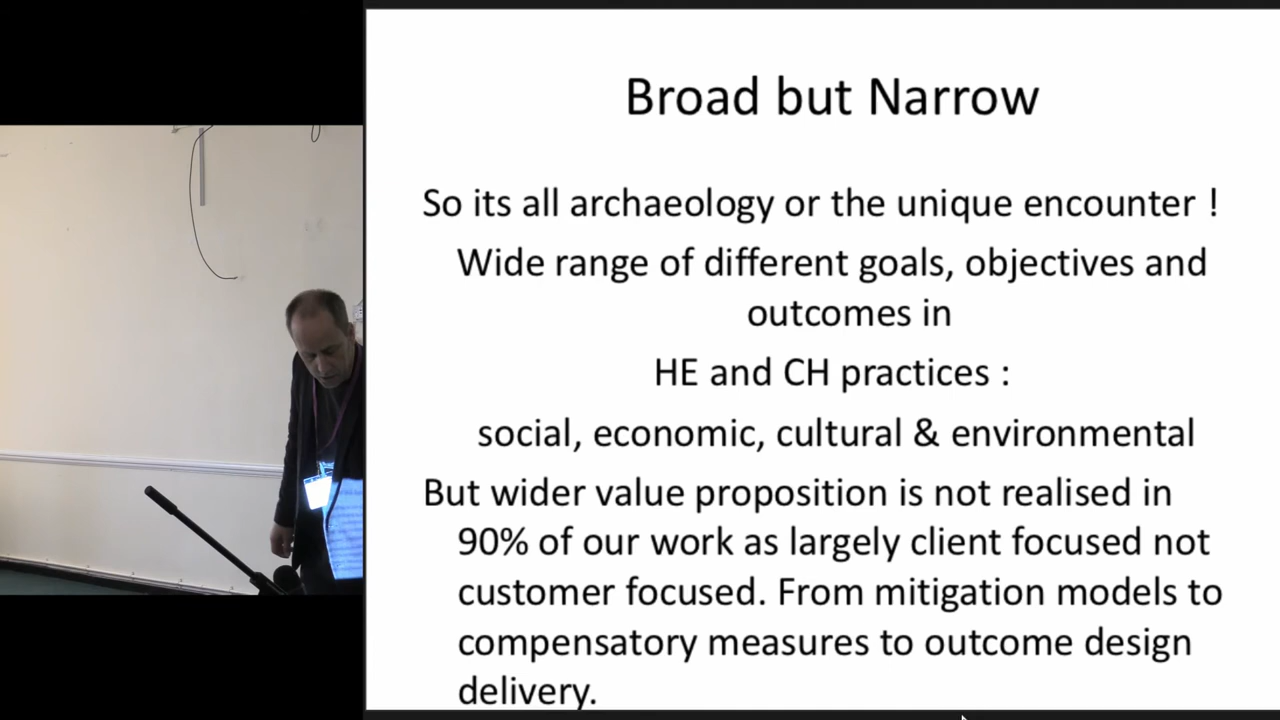 Broad but Narrow
So its all archaeology or the unique encounter !
Wide range of different goals, objectives and
outcomes in
HE and CH practices :
social, economic, cultural & environmental
But wider value proposition is not realised in
90% of our work as largely client focused not
customer focused. From mitigation models to
compensatory measures to outcome design
delivery.